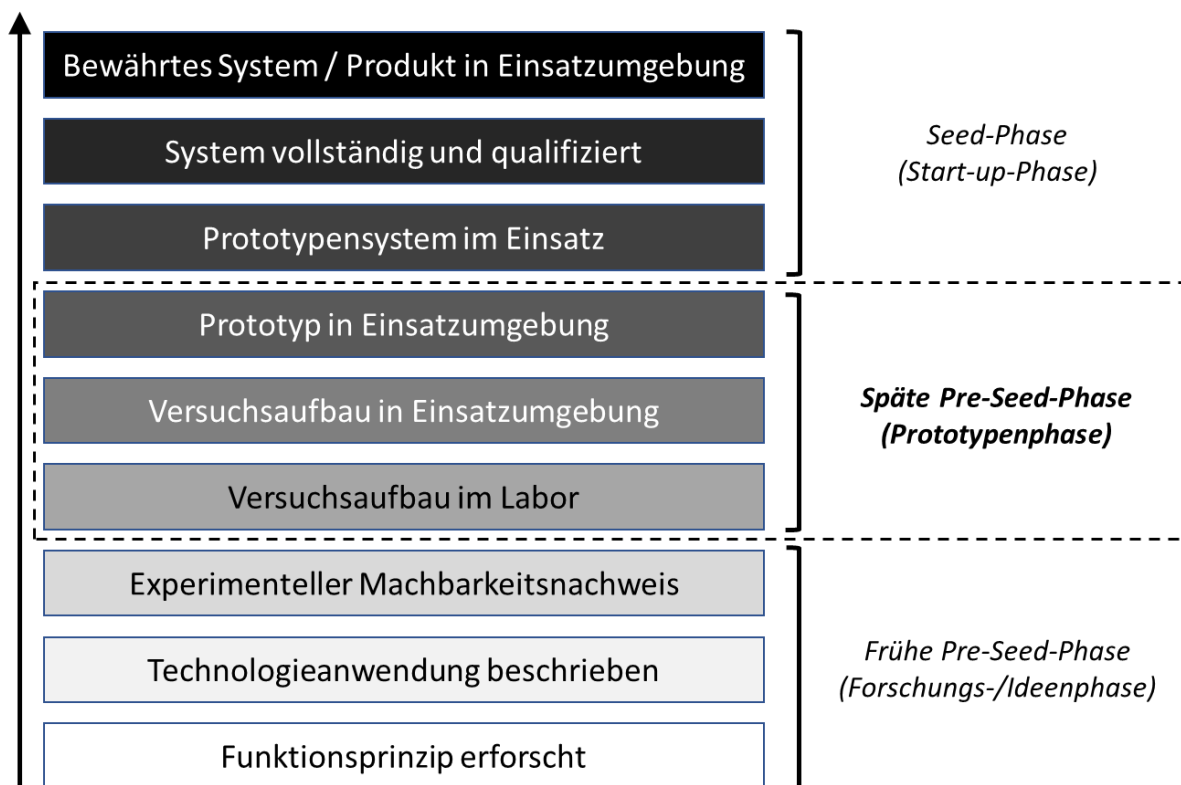 Bewährtes System / Produkt in Einsatzumgebung
System vollständig und qualifiziert
Prototypensystem im Einsatz
Seed-Phase
(Start-up-Phase)
Prototyp in Einsatzumgebung
Versuchsaufbau in Einsatzumgebung
Versuchsaufbau im Labor
Späte Pre-Seed-Phase
(Prototypenphase)
Experimenteller Machbarkeitsnachweis
Technologieanwendung beschrieben
Funktionsprinzip erforscht
Frühe Pre-Seed-Phase
(Forschungs-/Ideenphase)